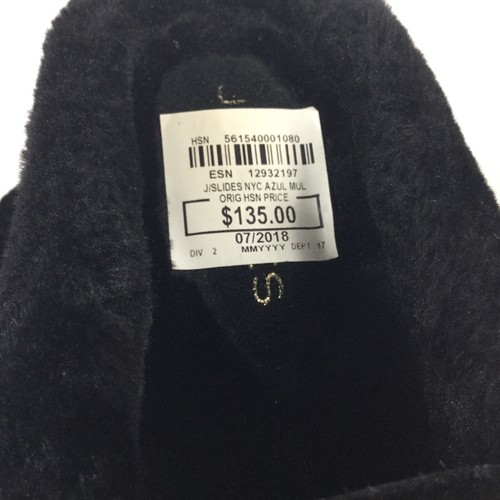 HSN 561540001080
ESN 12932197
J/SLIDES NYC AZUL MUL
ORIG HSN PRICE
$135.00
07/2018
DIV 2 MMYYYY DEPT 17
S